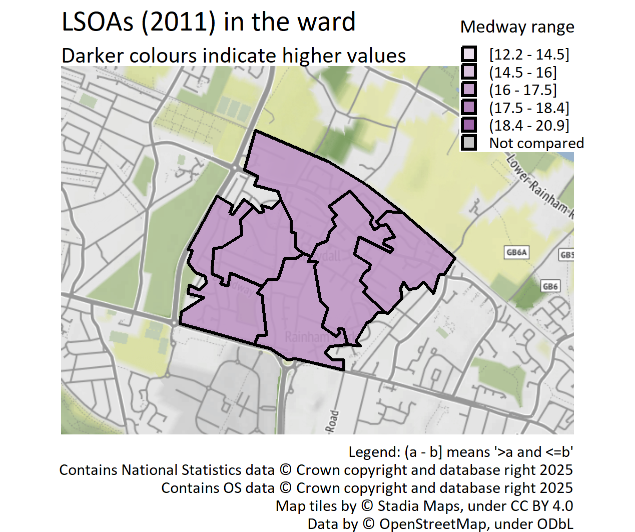 LSOAs (2011) in the ward
Darker colours indicate higher values
Medway range
[12.2 - 14.5]
(14.5 - 16]
(16 - 17.5]
(17.5 - 18.4]
(18.4 - 20.9]
Not compared
Lower-Rainham-R
GB6A
GBS
GB6
Rainham
-Road
Legend: (a - b] means '>a and <=b'
Contains National Statistics data © Crown copyright and database right 2025
Contains OS data © Crown copyright and database right 2025
Map tiles by © Stadia Maps, under CC BY 4.0
Data by © OpenStreetMap, under ODbL